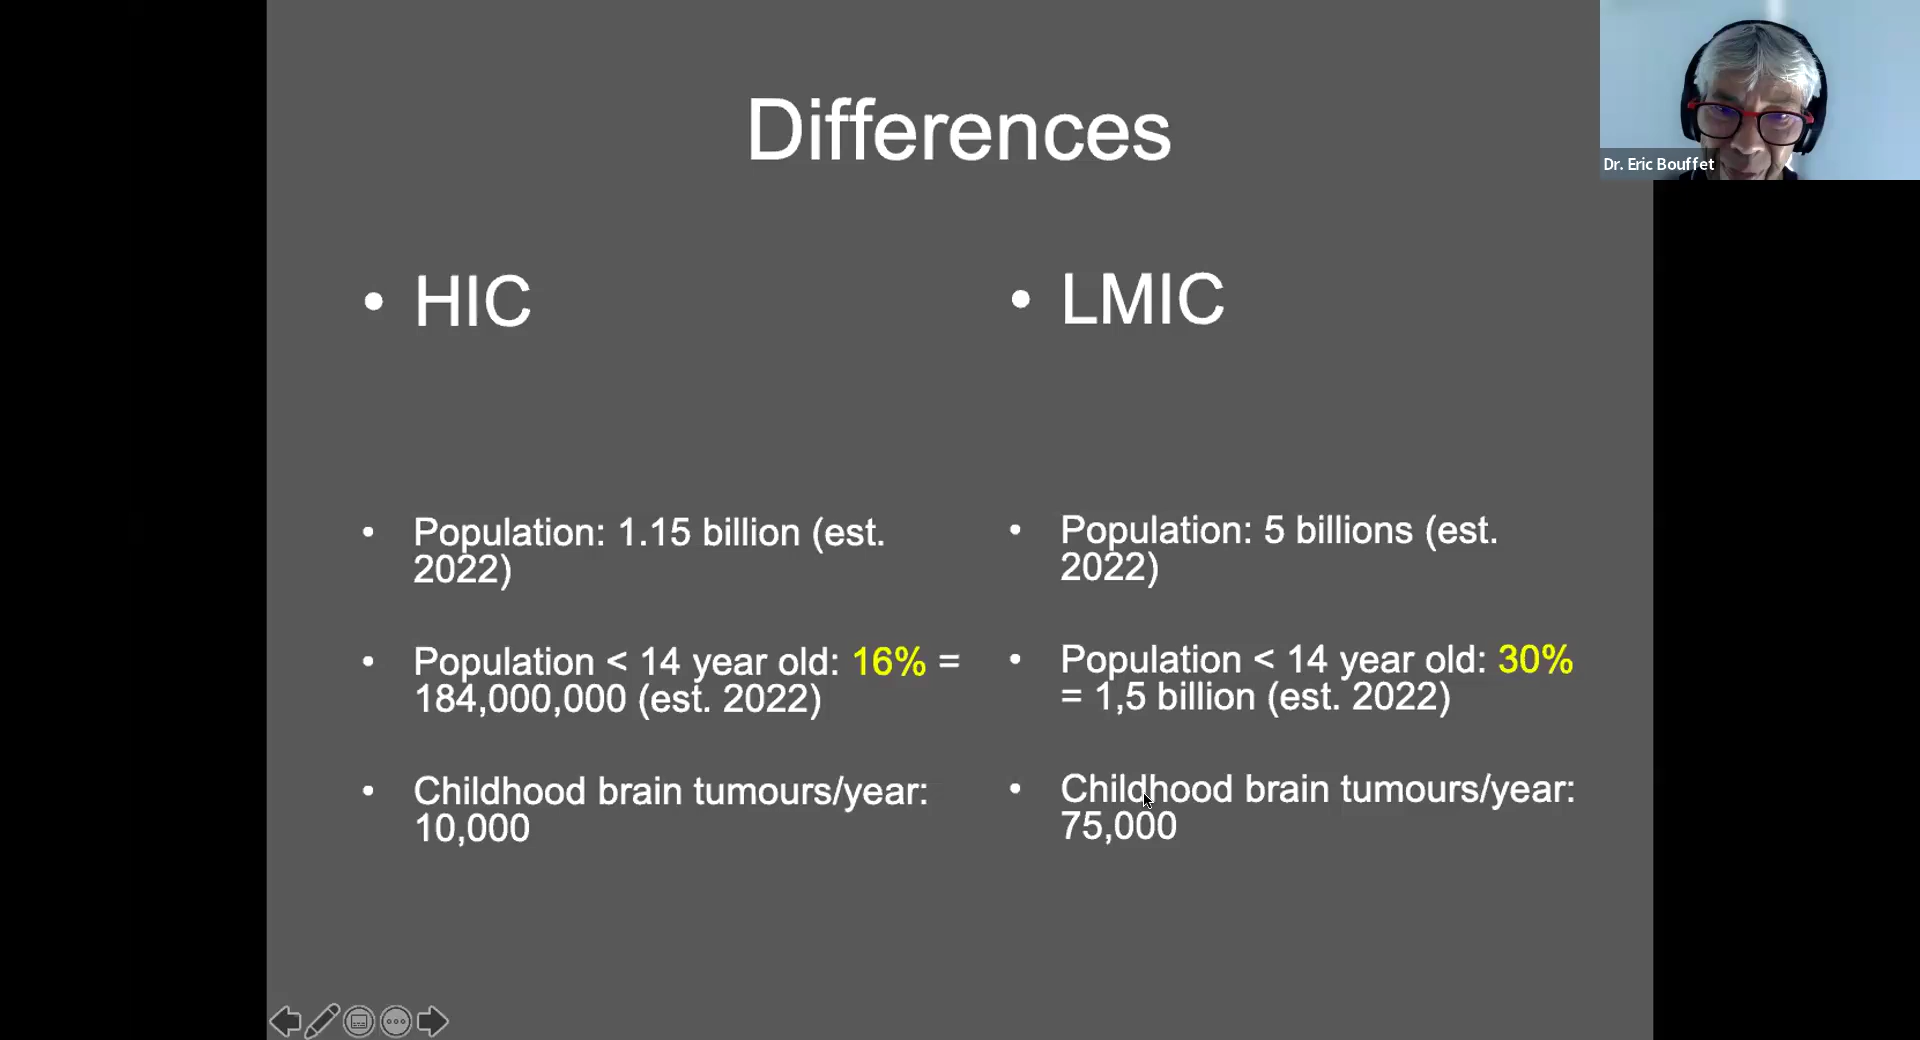 Differences
• HIC
• Population: 1.15 billion (est.
2022)
• Population < 14 year old: 16% =
184,000,000 (est. 2022)
• Childhood brain tumours/year:
10,000
• LMIC
• Population: 5 billions (est.
2022)
• Population < 14 year old: 30%
= 1,5 billion (est. 2022)
• Childhood brain tumours/year:
75,000
Dr. Eric Bouffet